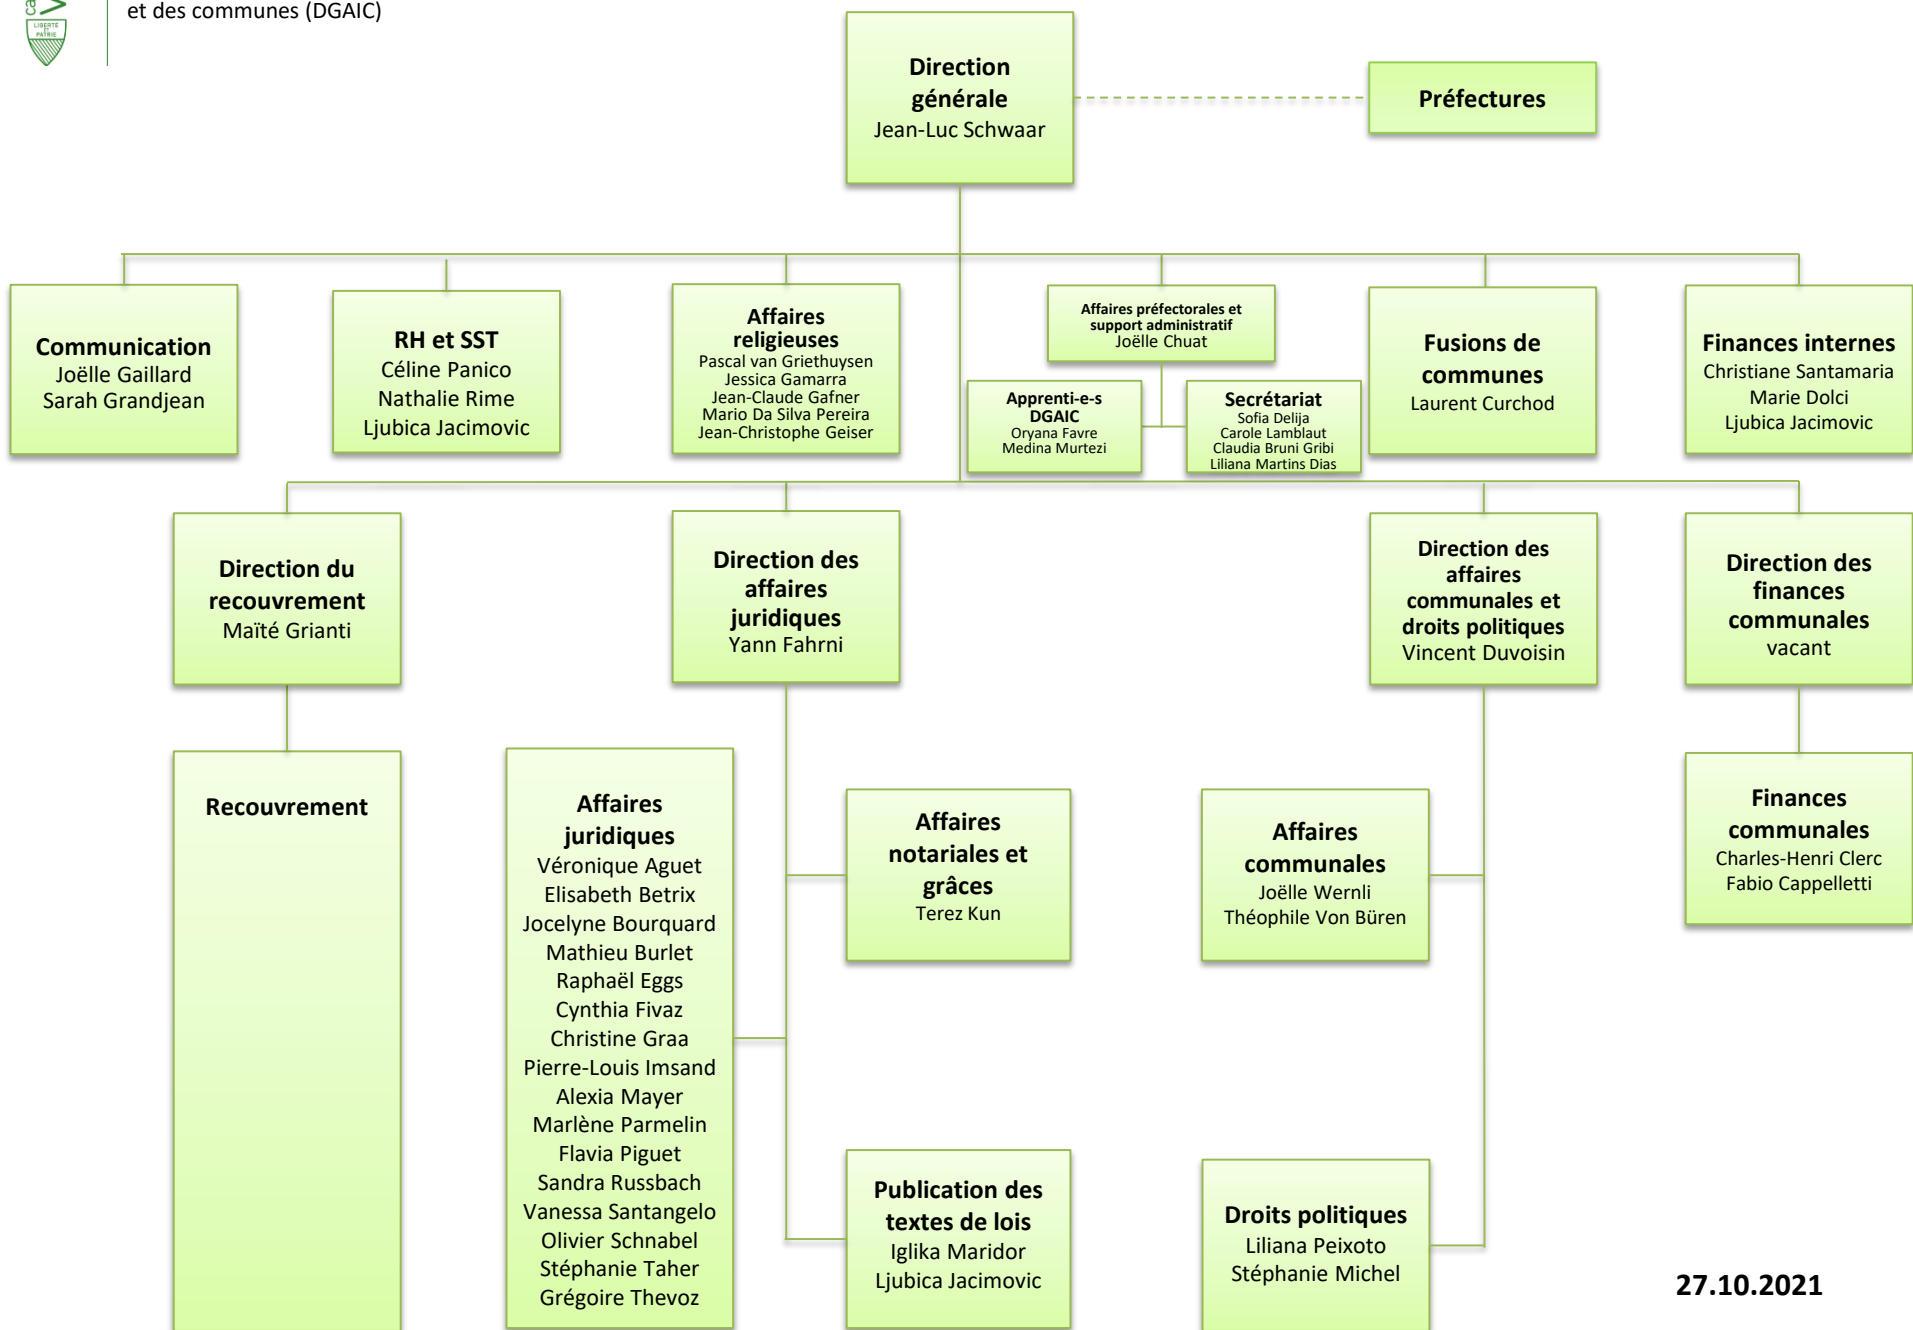 et des communes (DGAIC)
LIBERTÉ
ET
PATRIE
Direction
générale
Jean-Luc Schwaar
Préfectures
Communication
Joëlle Gaillard
Sarah Grandjean
RH et SST
Céline Panico
Nathalie Rime
Ljubica Jacimovic
Affaires
religieuses
Pascal van Griethuysen
Jessica Gamarra
Jean-Claude Gafner
Mario Da Silva Pereira
Jean-Christophe Geiser
Affaires préfectorales et
support administratif
Joëlle Chuat
Apprenti-e-s
DGAIC
Oryana Favre
Medina Murtezi
Secrétariat
Sofia Delija
Carole Lamblaut
Claudia Bruni Gribi
Liliana Martins Dias
Fusions de
communes
Laurent Curchod
Finances internes
Christiane Santamaria
Marie Dolci
Ljubica Jacimovic
Direction du
recouvrement
Maïté Grianti
Direction des
affaires
juridiques
Yann Fahrni
Direction des
affaires
communales et
droits politiques
Vincent Duvoisin
Direction des
finances
communales
vacant
Recouvrement
Affaires
juridiques
Véronique Aguet
Elisabeth Betrix
Jocelyne Bourquard
Mathieu Burlet
Raphaël Eggs
Cynthia Fivaz
Christine Graa
Pierre-Louis Imsand
Alexia Mayer
Marlène Parmelin
Flavia Piguet
Sandra Russbach
Vanessa Santangelo
Olivier Schnabel
Stéphanie Taher
Grégoire Thevoz
Affaires
notariales et
grâces
Terez Kun
Publication des
textes de lois
Iglika Maridor
Ljubica Jacimovic
Affaires
communales
Joëlle Wernli
Théophile Von Büren
Droits politiques
Liliana Peixoto
Stéphanie Michel
Finances
communales
Charles-Henri Clerc
Fabio Cappelletti
27.10.2021